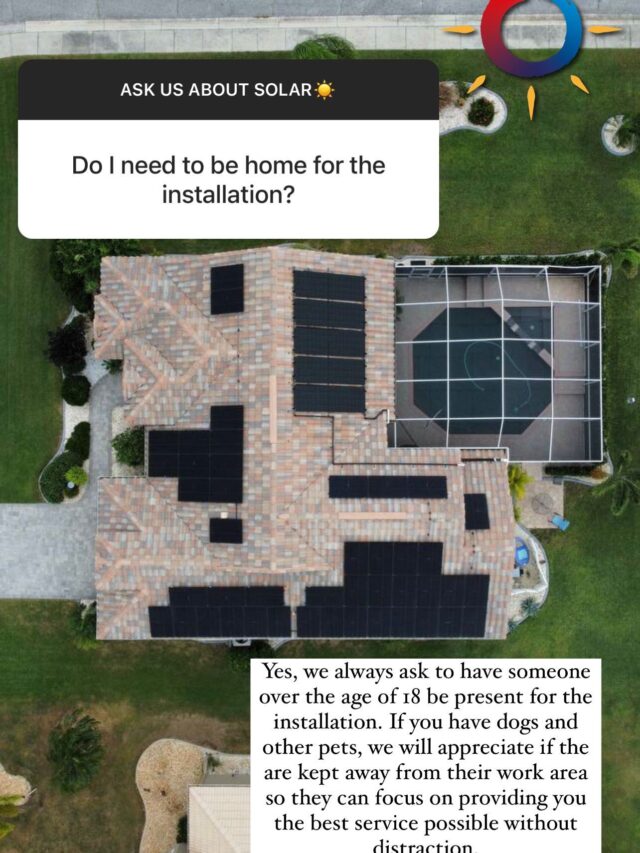 ASK US ABOUT SOLAR☀️
Do I need to be home for the
installation?
Yes, we always ask to have someone
over the age of 18 be present for the
installation. If you have dogs and
other pets, we will appreciate if the
are kept away from their work area
so they can focus on providing you
the best service possible without
distraction.